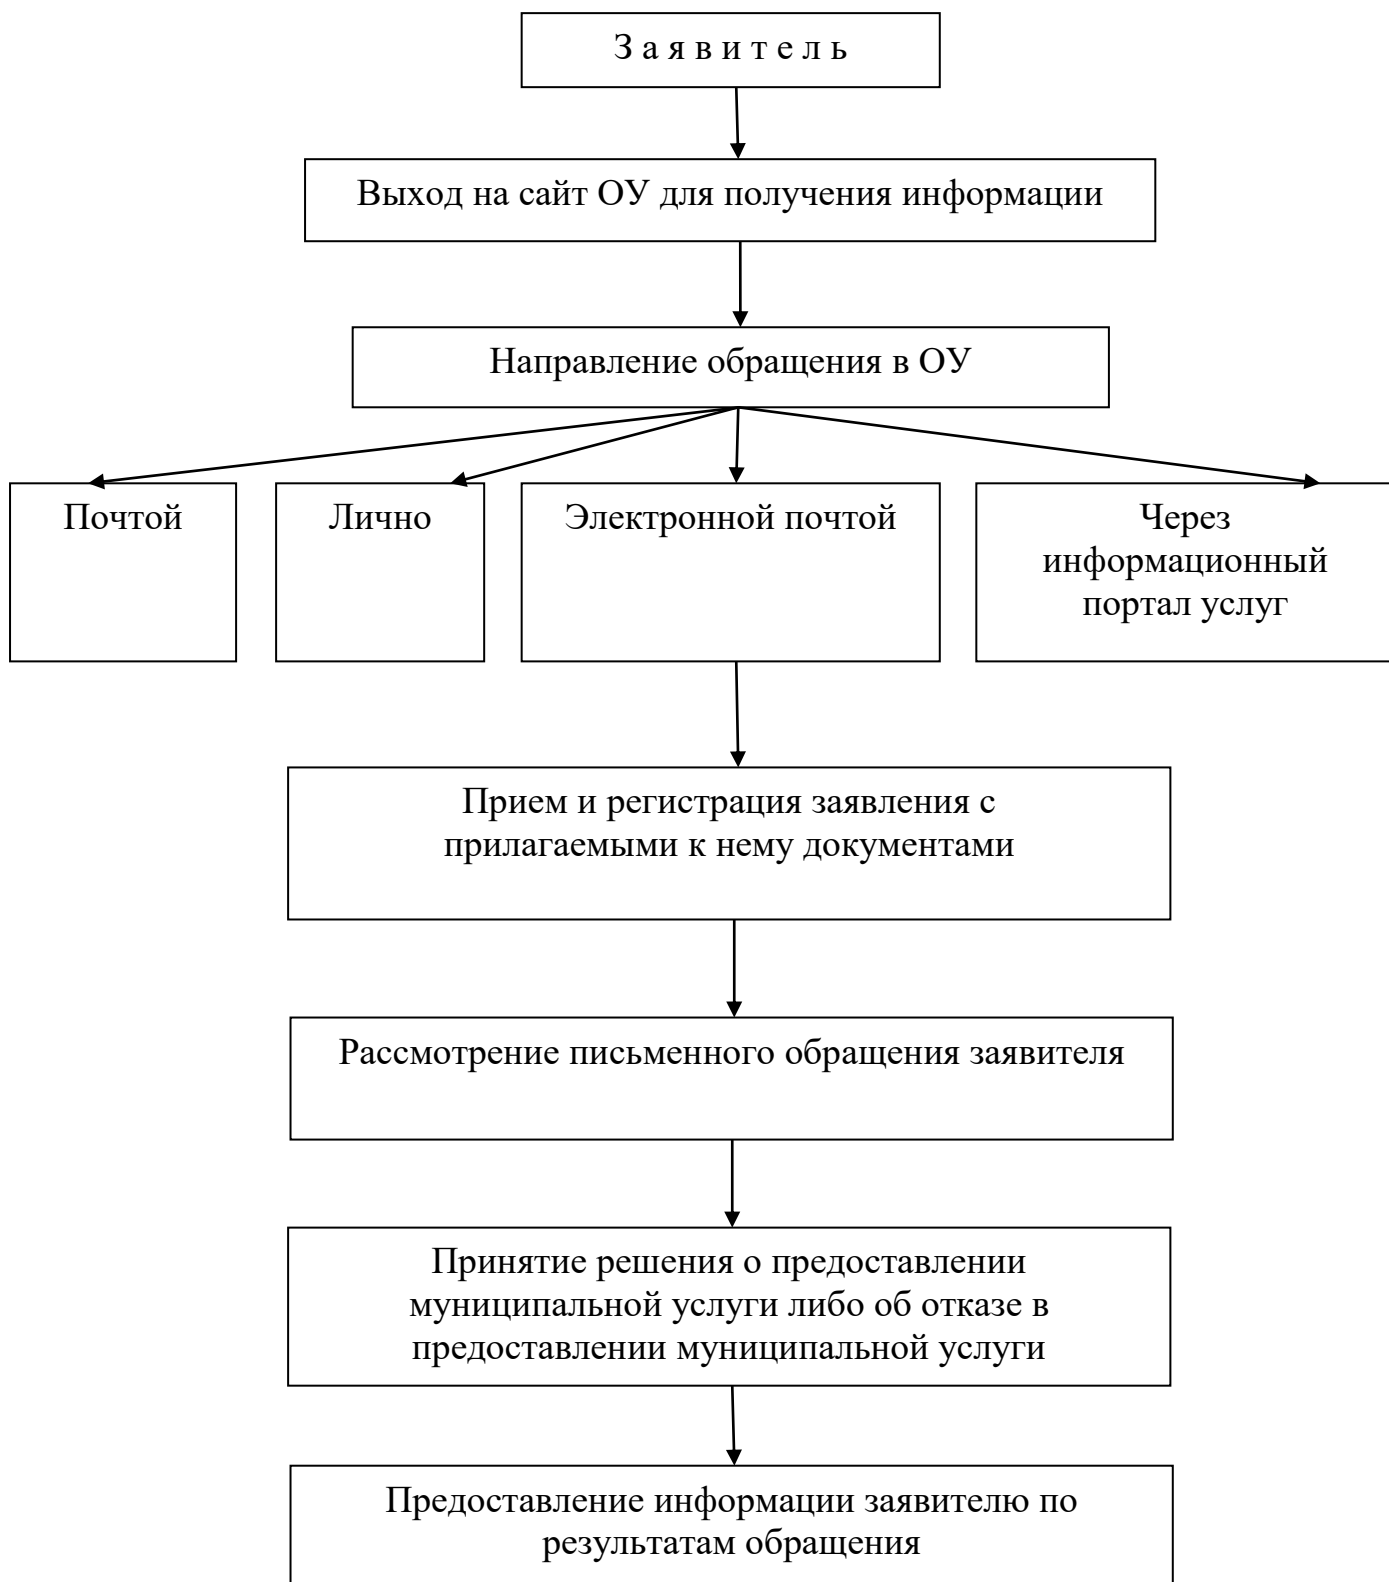 З а я в и т е л ь
Выход на сайт ОУ для получения информации
Направление обращения в ОУ
Почтой
Лично
Электронной почтой
Через
информационный
портал услуг
Прием и регистрация заявления с
прилагаемыми к нему документами
Рассмотрение письменного обращения заявителя
Принятие решения о предоставлении
муниципальной услуги либо об отказе в
предоставлении муниципальной услуги
Предоставление информации заявителю по
результатам обращения